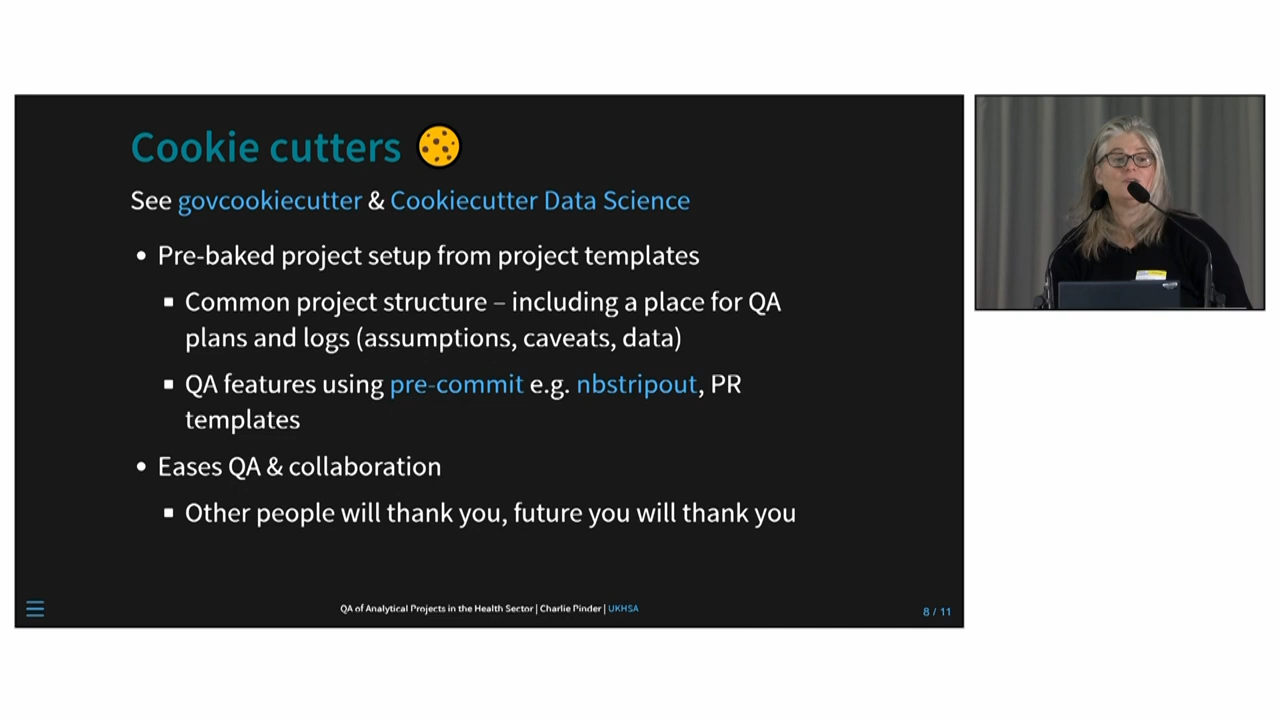 Cookie cutters
See govcookiecutter & Cookiecutter Data Science
• Pre-baked project setup from project templates
▪ Common project structure – including a place for QA
plans and logs (assumptions, caveats, data)
▪ QA features using pre-commit e.g. nbstripout, PR
templates
• Eases QA & collaboration
▪ Other people will thank you, future you will thank you
QA of Analytical Projects in the Health Sector | Charlie Pinder | UKHSA
8 / 11